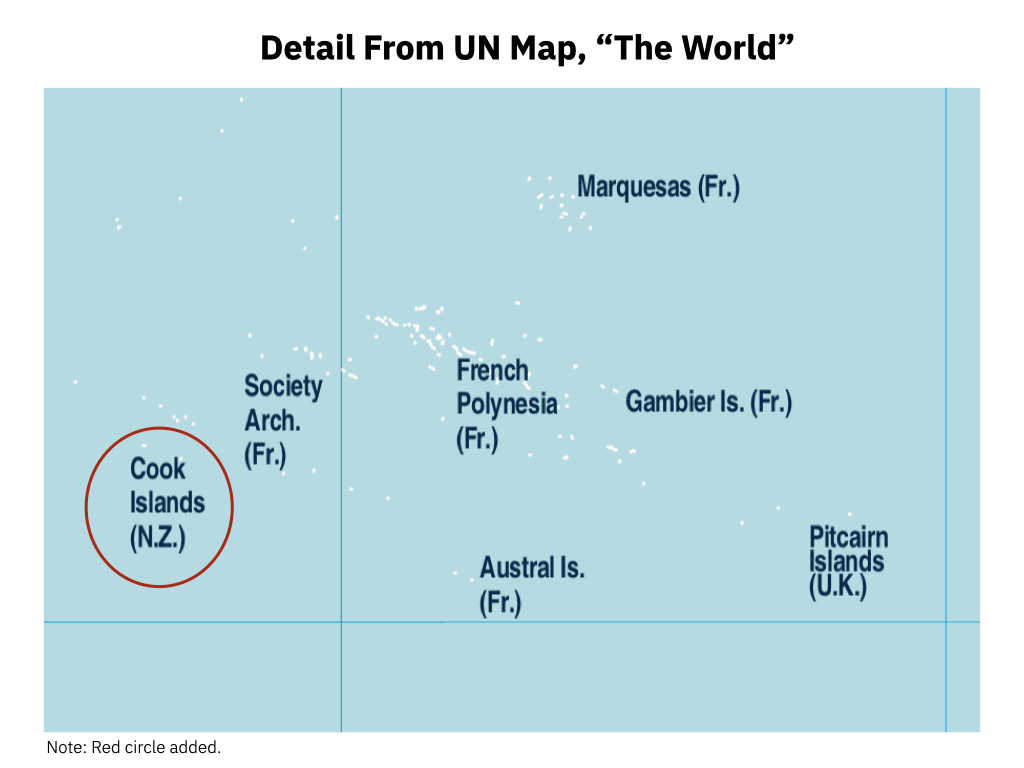 Detail From UN Map, “The World”
Marquesas (Fr.)
Society
Arch.
(Fr.)
French
Polynesia
(Fr.)
Gambier Is. (Fr.)
Cook
Islands
(N.Z.)
Austral Is.
(Fr.)
Pitcairn
Islands
(U.K.)
Note: Red circle added.